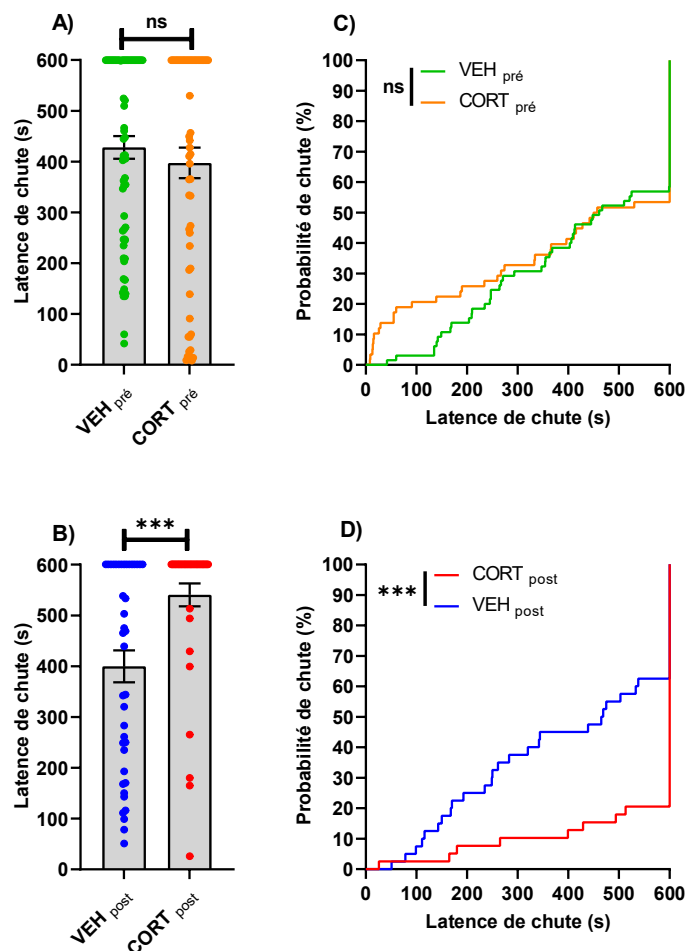 A)
ns
Latence de chute (s)
600
400
300
200
100
0
VEH pré
CORT pré
C)
ns
VEH pré
CORT pré
Probabilité de chute (%)
100
90
80
70
60
50
40
30
20
10
0
0 100 200 300 400 500 600
Latence de chute (s)
B)
***
Latence de chute (s)
600
400
300
200
100
0
VEH post
CORT post
D)
***
CORT post
VEH post
Probabilité de chute (%)
100
90
80
70
60
50
40
30
20
10
0
0 100 200 300 400 500 600
Latence de chute (s)